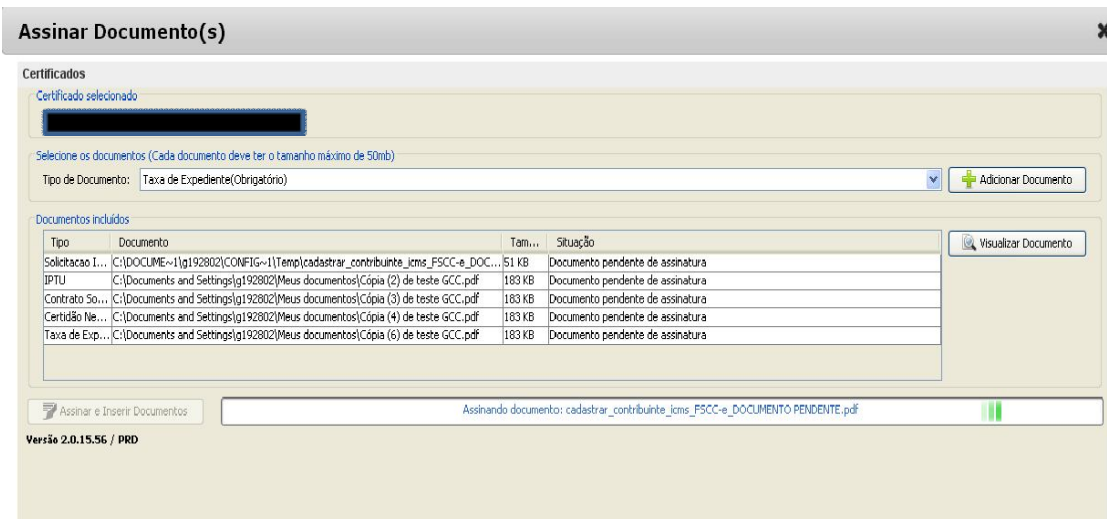 Assinar Documento(s)
Certificados
Certificado selecionado
Selecione os documentos (Cada documento deve ter o tamanho máximo de 50mb)
Tipo de Documento: Taxa de Expediente(Obrigatório) Adicionar Documento
Documentos incluídos
Tipo Documento Tam... Situação Visualizar Documento
Solicitacao I... C:\DOCUME~1\g192802\CONFIG~1\Temp\cadastrar_contribuinte_icms_FSCC-e_DOC... 51 KB Documento pendente de assinatura
IPTU C:\Documents and Settings\g192802\Meus documentos\Cópia (2) de teste GCC.pdf 183 KB Documento pendente de assinatura
Contrato So... C:\Documents and Settings\g192802\Meus documentos\Cópia (3) de teste GCC.pdf 183 KB Documento pendente de assinatura
Certidão Ne... C:\Documents and Settings\g192802\Meus documentos\Cópia (4) de teste GCC.pdf 183 KB Documento pendente de assinatura
Taxa de Exp... C:\Documents and Settings\g192802\Meus documentos\Cópia (6) de teste GCC.pdf 183 KB Documento pendente de assinatura
Assinar e Inserir Documentos Assinando documento: cadastrar_contribuinte_icms_FSCC-e_DOCUMENTO PENDENTE.pdf
Versão 2.0.15.56 / PRD